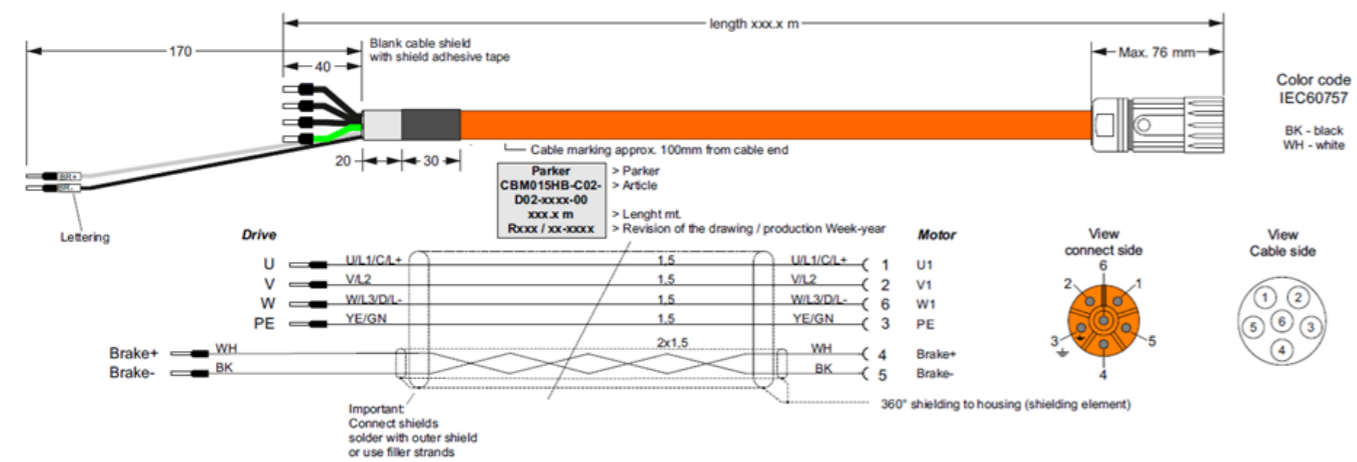 length xxx.x m
170
Blank cable shield
with shield adhesive tape
Max. 76 mm
40
Color code
IEC60757
BK - black
WH - white
20
30
Cable marking approx. 100mm from cable end
BR+
BR-
Parker > Parker
CBM015HB-C02- > Article
D02-xxxx-00
xxx.x m > Lenght mt.
Rxxx / xx-xxxx > Revision of the drawing / production Week-year
Lettering
Drive
Motor
View
connect side
View
Cable side
U U/L1/C/L+ 1,5 U/L1/C/L+ 1 U1
V V/L2 1,5 V/L2 2 V1
W W/L3/D/L- 1,5 W/L3/D/L- 6 W1
PE YE/GN 1,5 YE/GN 3 PE
2x1,5
Brake+ WH WH 4 Brake+
Brake- BK BK 5 Brake-
6
2 1
3 5
4
1 2
5 6 3
4
360° shielding to housing (shielding element)
Important:
Connect shields
solder with outer shield
or use filler strands